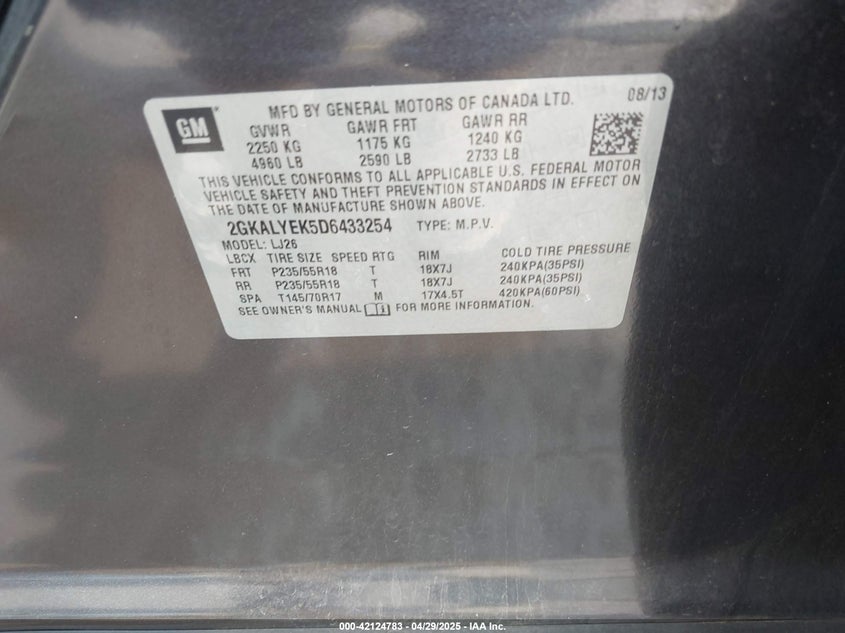 GM
MFD BY GENERAL MOTORS OF CANADA LTD. 08/13
GVWR GAWR FRT GAWR RR
2250 KG 1175 KG 1240 KG
4960 LB 2590 LB 2733 LB
THIS VEHICLE CONFORMS TO ALL APPLICABLE U.S. FEDERAL MOTOR
VEHICLE SAFETY AND THEFT PREVENTION STANDARDS IN EFFECT ON
THE DATE OF MANUFACTURE SHOWN ABOVE.
2GKALYEK5D6433254 TYPE: M.P.V.
MODEL: LJ26
LBCX TIRE SIZE SPEED RTG RIM COLD TIRE PRESSURE
FRT P235/55R18 T 18X7J 240KPA(35PSI)
RR P235/55R18 T 18X7J 240KPA(35PSI)
SPA T145/70R17 M 17X4.5T 420KPA(60PSI)
SEE OWNER'S MANUAL FOR MORE INFORMATION.
000-42124783 - 04/29/2025 - IAA Inc.